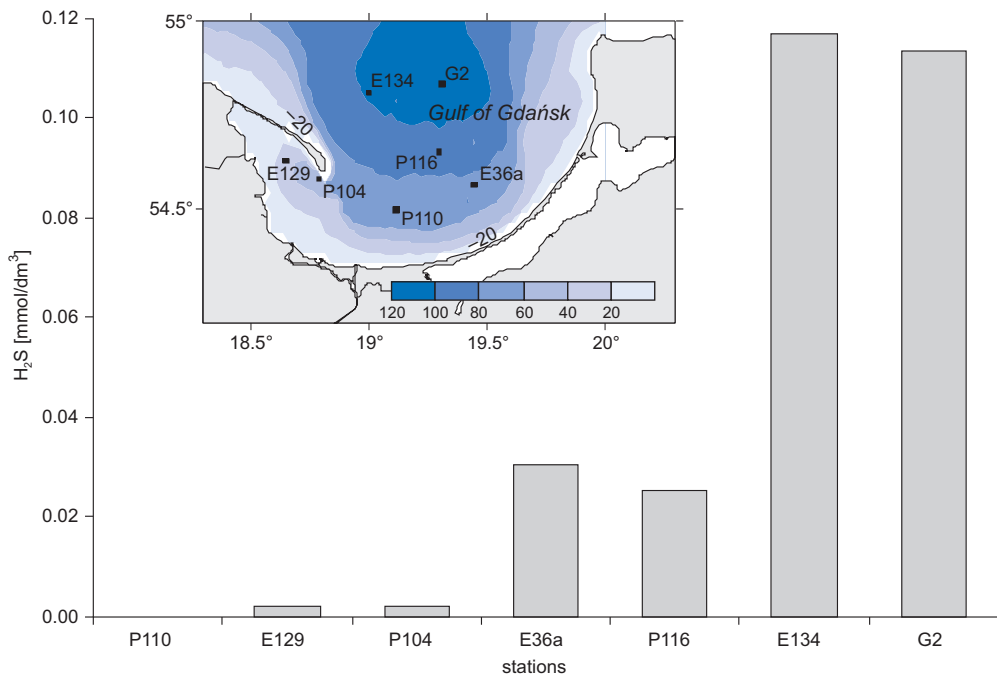 0.12
0.10
0.08
0.06
0.04
0.02
0.00
H₂S [mmol/dm³]
55°
54.5°
E134
G2
Gulf of Gdańsk
–20
E129
P104
P116
E36a
P110
–20
120 100 80 60 40 20
18.5° 19° 19.5° 20°
P110 E129 P104 E36a P116 E134 G2
stations